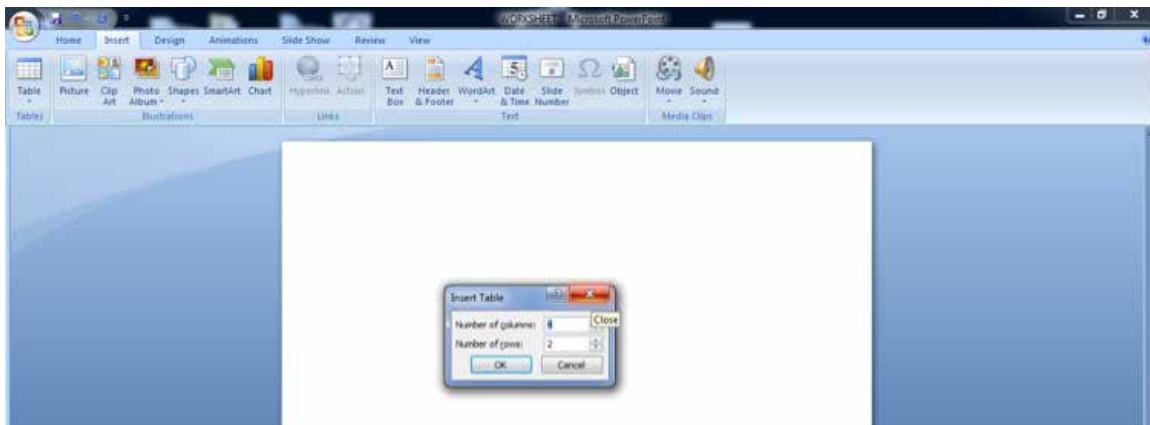 WORKSHEET - Microsoft PowerPoint
Home Insert Design Animations Slide Show Review View
Table Picture Clip Art Photo Album Shapes SmartArt Chart Hyperlink Action Text Box Header & Footer WordArt Date & Time Slide Number Symbol Object Movie Sound
Tables Illustrations Links Text Media Clips
Insert Table
Number of columns:
Close
Number of rows: 2
OK Cancel